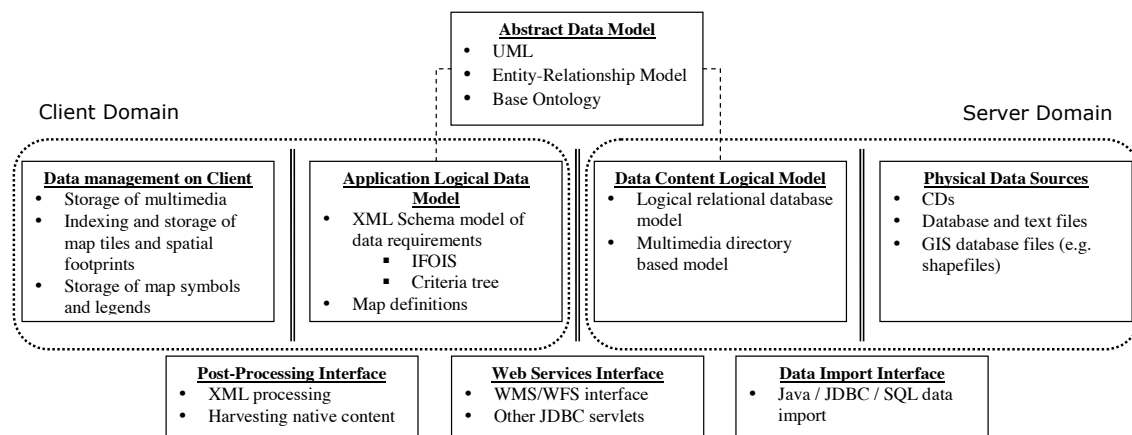 Abstract Data Model
• UML
• Entity-Relationship Model
• Base Ontology
Client Domain
Server Domain
Data management on Client
• Storage of multimedia
• Indexing and storage of
map tiles and spatial
footprints
• Storage of map symbols
and legends
Application Logical Data
Model
• XML Schema model of
data requirements
▪ IFOIS
▪ Criteria tree
• Map definitions
Data Content Logical Model
• Logical relational database
model
• Multimedia directory
based model
Physical Data Sources
• CDs
• Database and text files
• GIS database files (e.g.
shapefiles)
Post-Processing Interface
• XML processing
• Harvesting native content
Web Services Interface
• WMS/WFS interface
• Other JDBC servlets
Data Import Interface
• Java / JDBC / SQL data
import